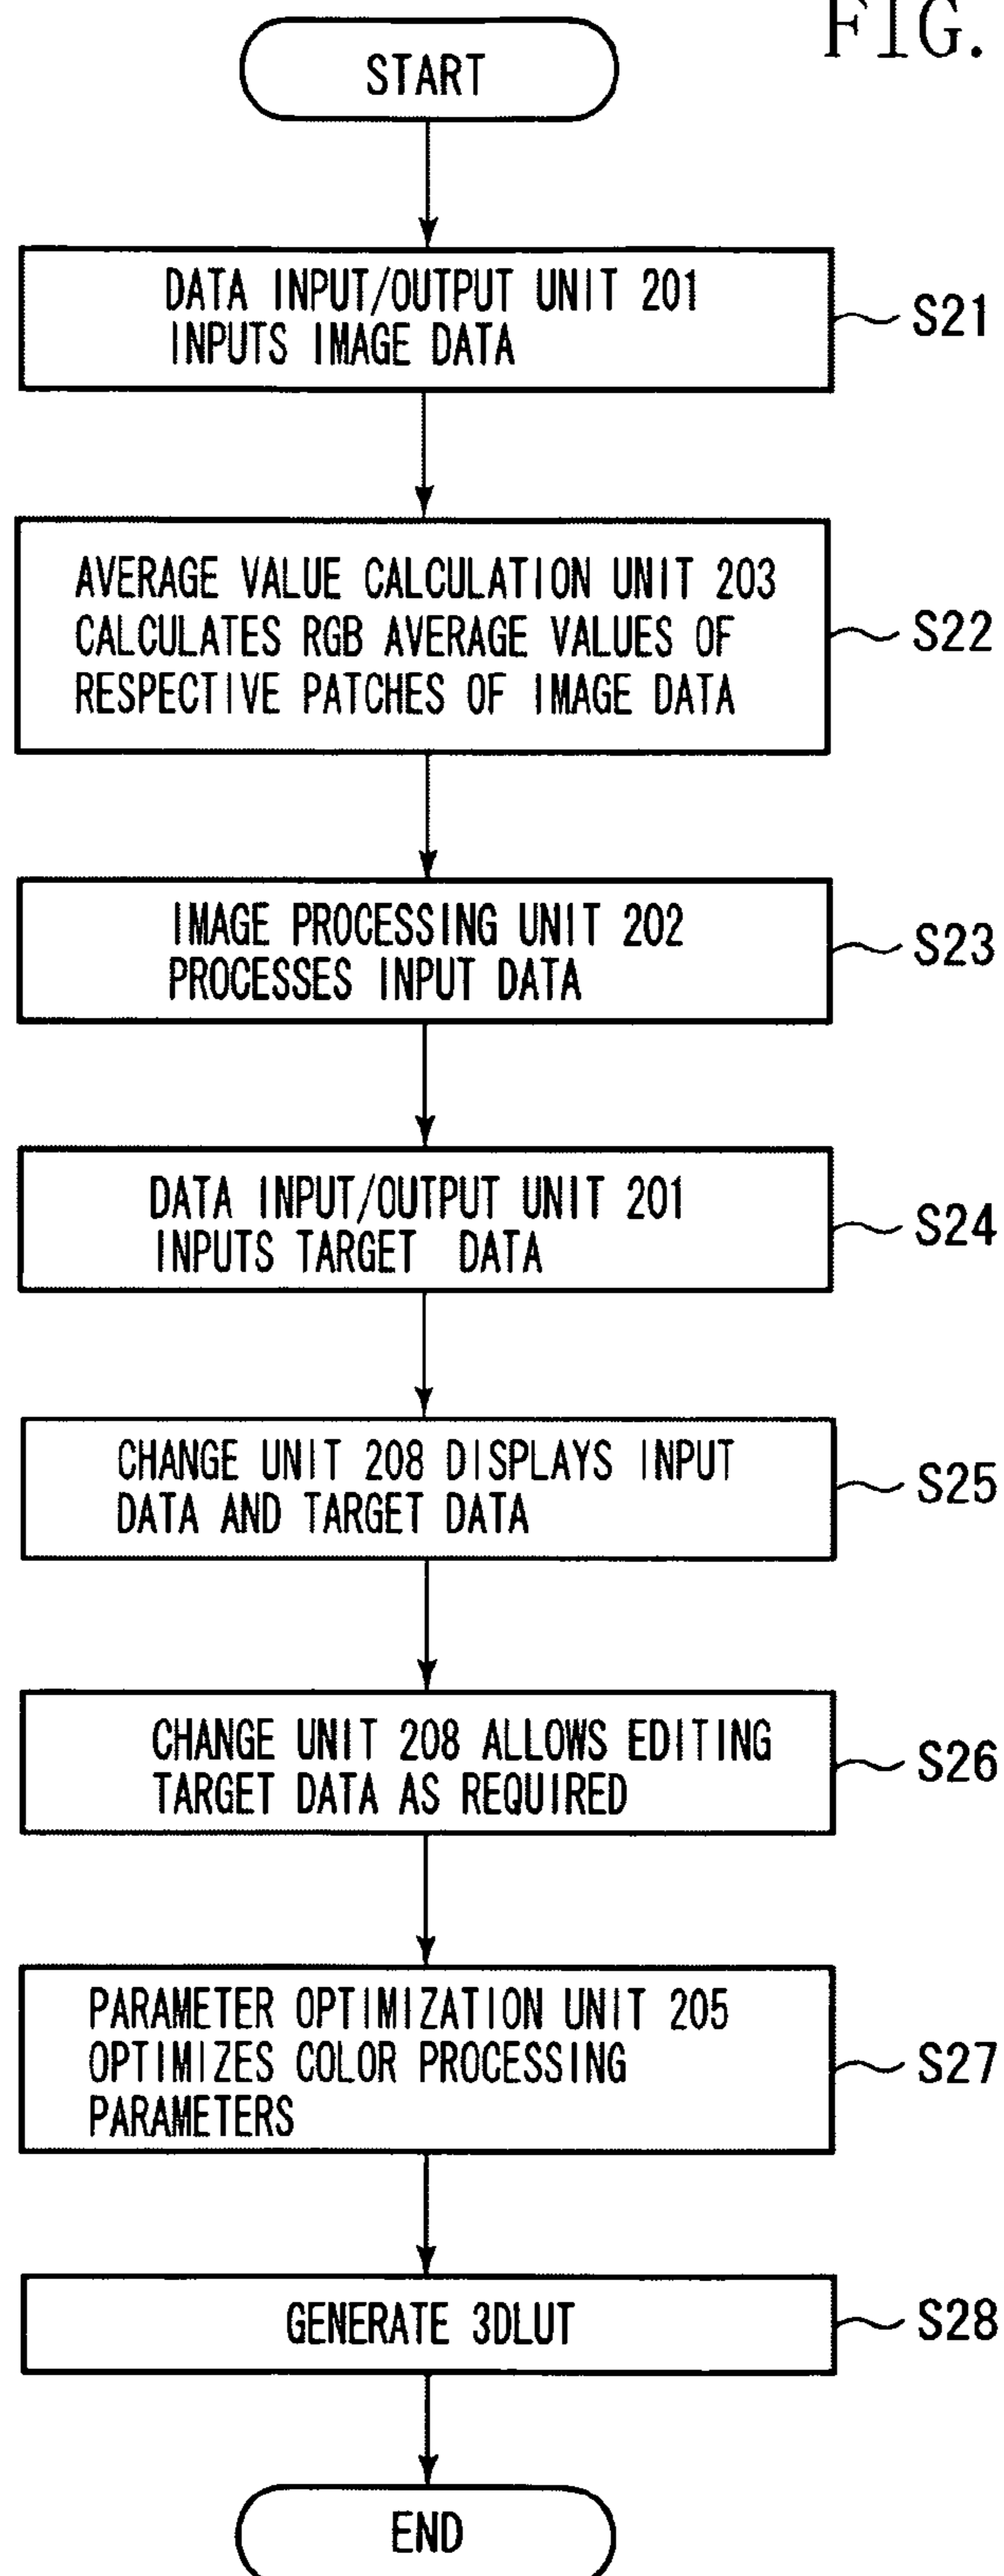 FIG.
START
DATA INPUT/OUTPUT UNIT 201
INPUTS IMAGE DATA
S21
AVERAGE VALUE CALCULATION UNIT 203
CALCULATES RGB AVERAGE VALUES OF
RESPECTIVE PATCHES OF IMAGE DATA
S22
IMAGE PROCESSING UNIT 202
PROCESSES INPUT DATA
S23
DATA INPUT/OUTPUT UNIT 201
INPUTS TARGET DATA
S24
CHANGE UNIT 208 DISPLAYS INPUT
DATA AND TARGET DATA
S25
CHANGE UNIT 208 ALLOWS EDITING
TARGET DATA AS REQUIRED
S26
PARAMETER OPTIMIZATION UNIT 205
OPTIMIZES COLOR PROCESSING
PARAMETERS
S27
GENERATE 3DLUT
S28
END